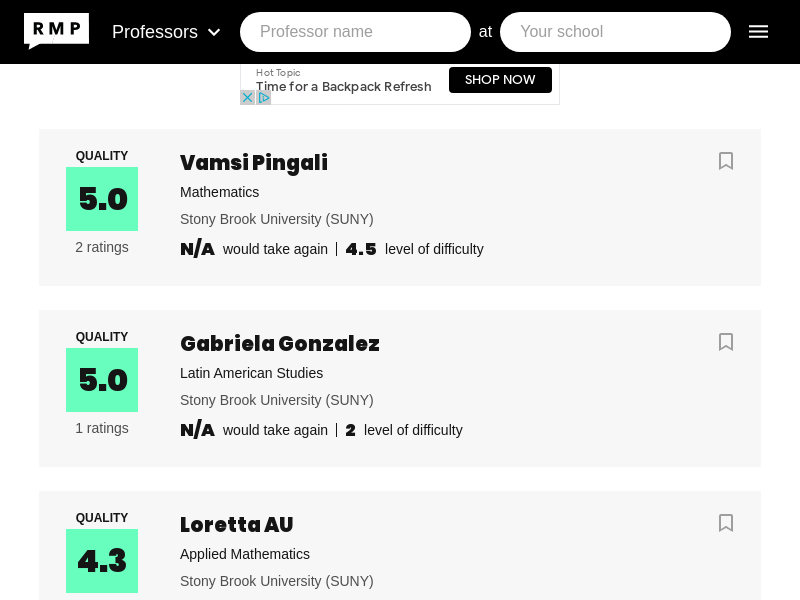 RMP Professors Professor name at Your school
Hot Topic
Time for a Backpack Refresh
SHOP NOW
QUALITY
5.0
2 ratings
Vamsi Pingali
Mathematics
Stony Brook University (SUNY)
N/A would take again | 4.5 level of difficulty
QUALITY
5.0
1 ratings
Gabriela Gonzalez
Latin American Studies
Stony Brook University (SUNY)
N/A would take again | 2 level of difficulty
QUALITY
4.3
Loretta AU
Applied Mathematics
Stony Brook University (SUNY)